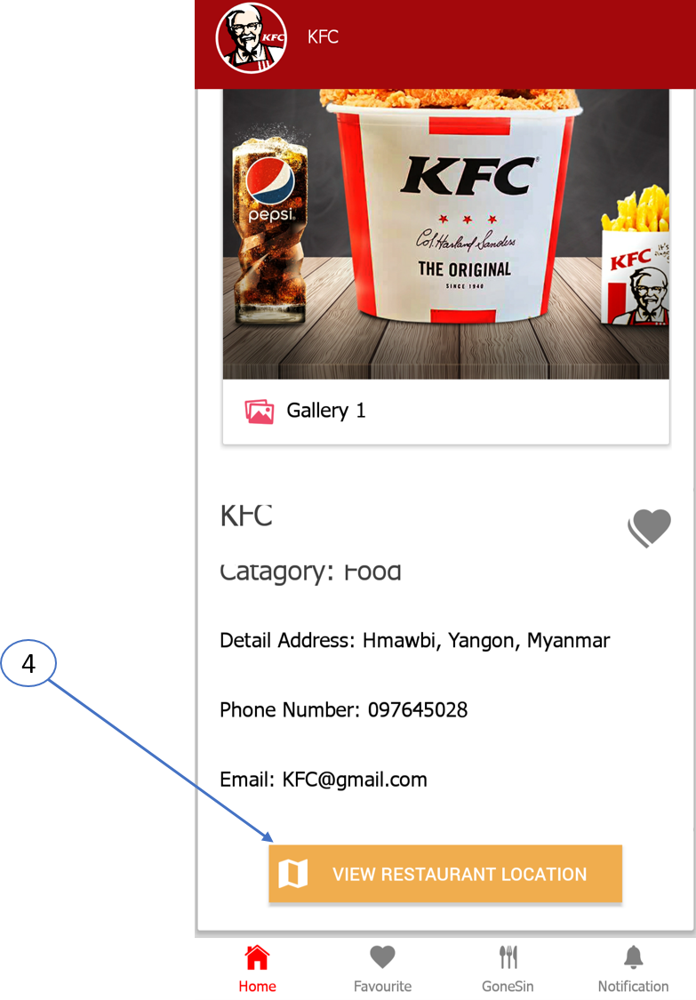 KFC
KFC
pepsi
KFC
Col. Harland Sanders
THE ORIGINAL
SINCE 1940
KFC
it's
Gallery 1
KFC
Catagory: Food
Detail Address: Hmawbi, Yangon, Myanmar
4
Phone Number: 097645028
Email: KFC@gmail.com
VIEW RESTAURANT LOCATION
Home
Favourite
GoneSin
Notification